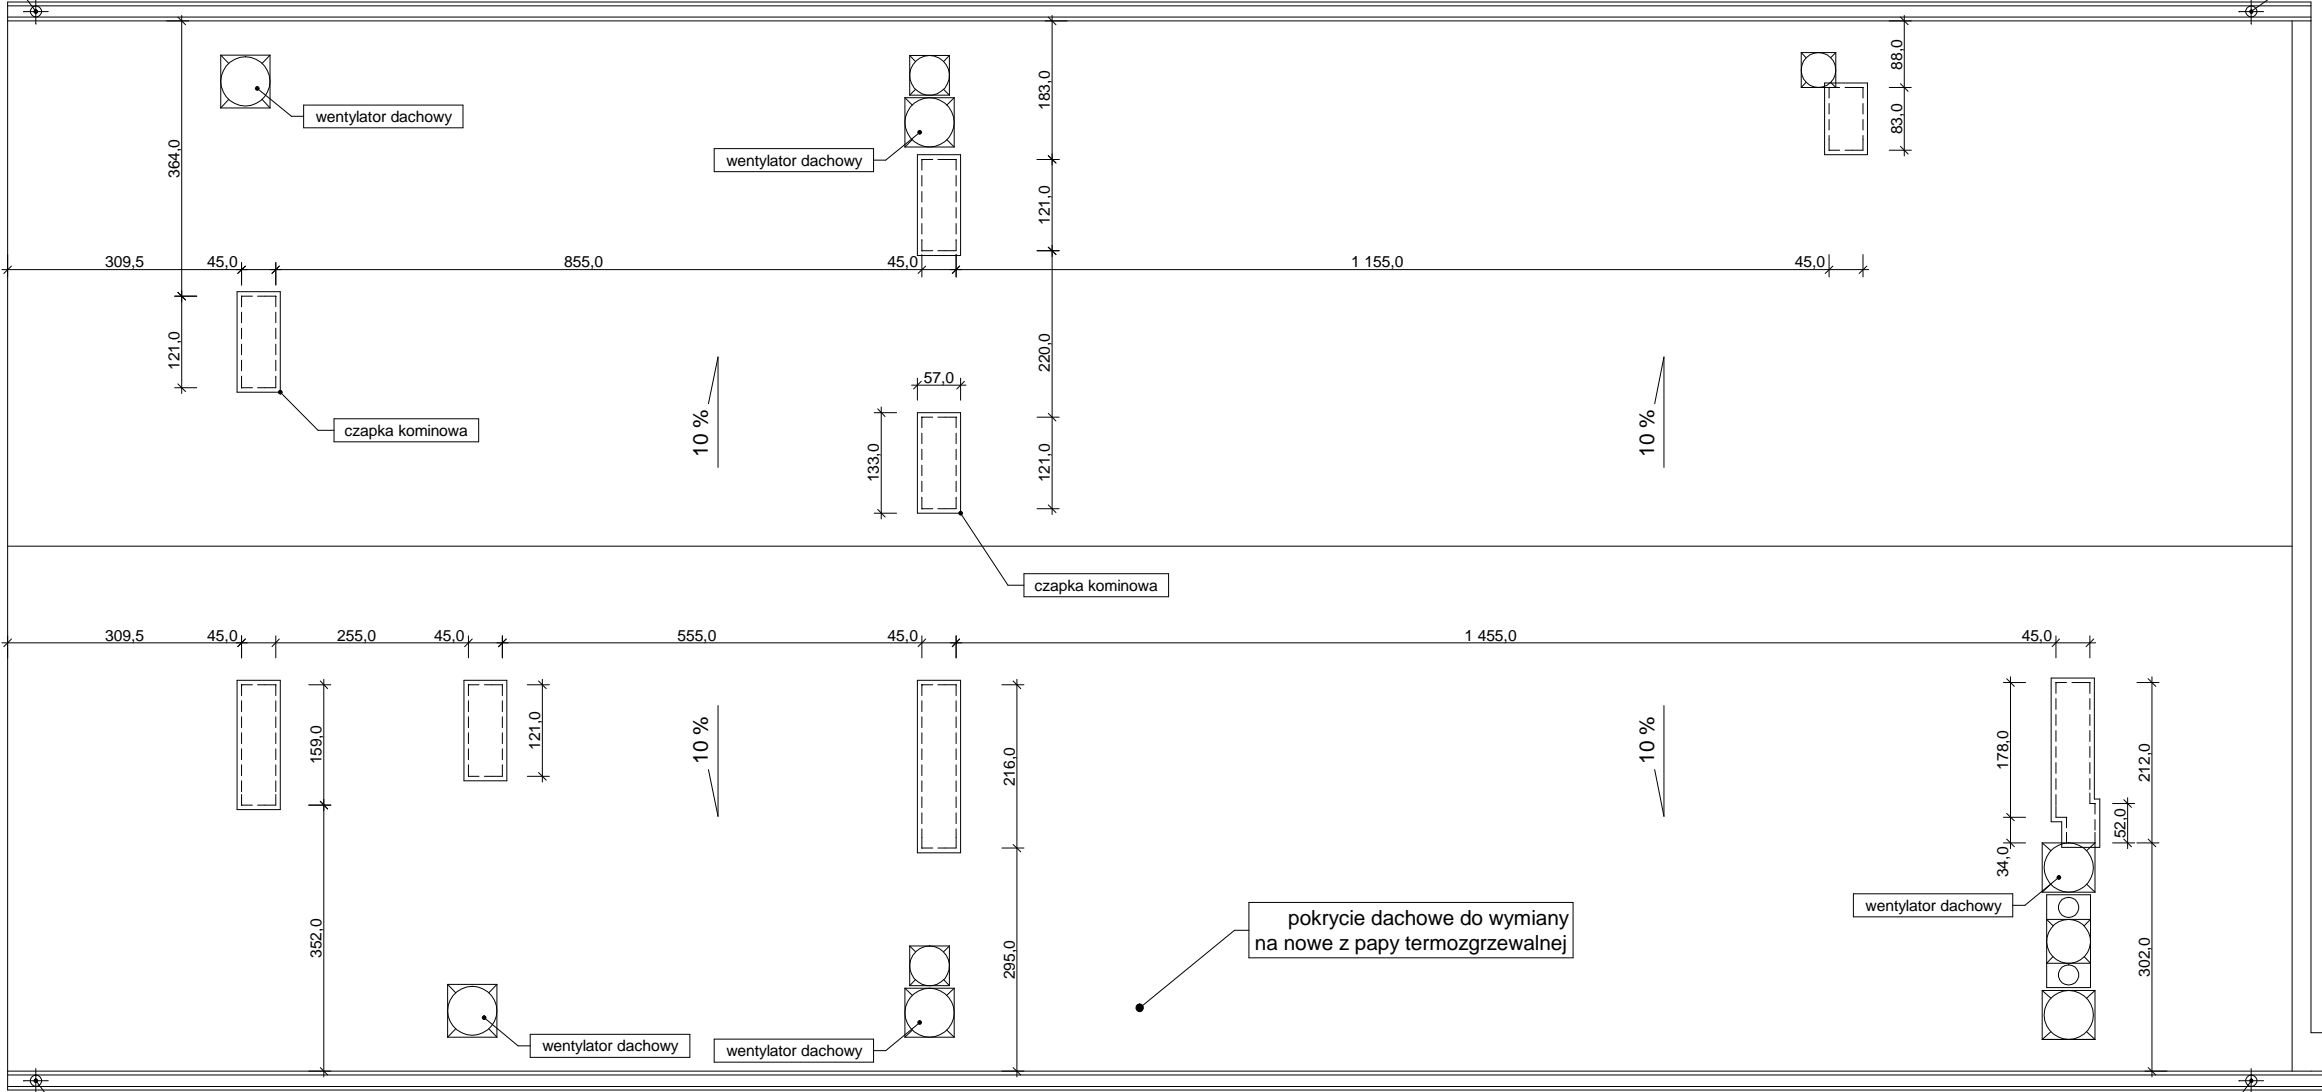 88,0
183,0
wentylator dachowy
83,0
364,0
wentylator dachowy
121,0
309,5 45,0 855,0 45,0 1 155,0 45,0
121,0
220,0
57,0
10 %
10 %
czapka kominowa
133,0
121,0
czapka kominowa
309,5 45,0 255,0 45,0 555,0 45,0 1 455,0 45,0
159,0
121,0
10 %
216,0
10 %
178,0
212,0
52,0
34,0
wentylator dachowy
pokrycie dachowe do wymiany
na nowe z papy termozgrzewalnej
352,0
295,0
302,0
wentylator dachowy
wentylator dachowy